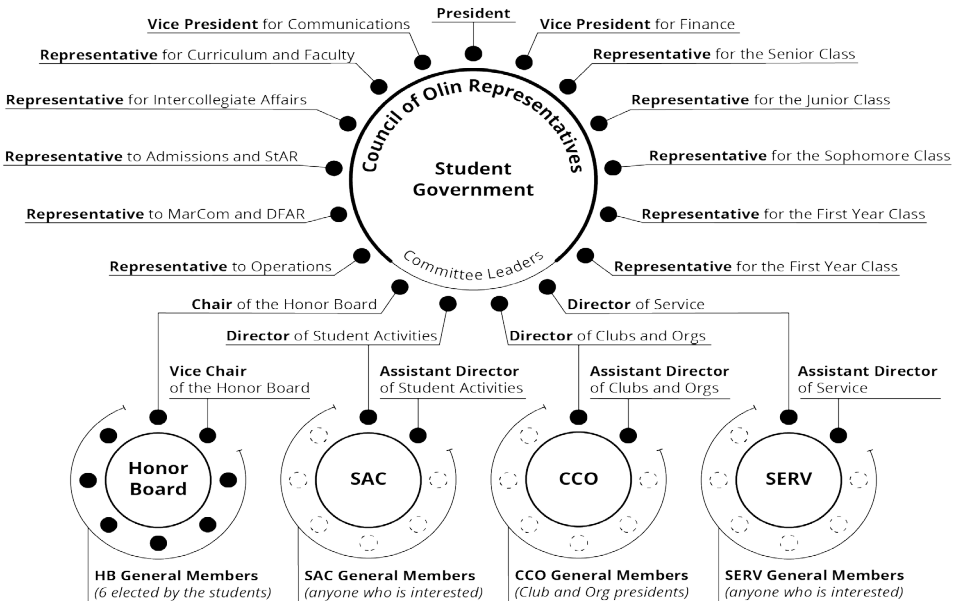 President
Vice President for Communications
Vice President for Finance
Representative for Curriculum and Faculty
Representative for the Senior Class
Representative for Intercollegiate Affairs
Representative for the Junior Class
Representative to Admissions and StAR
Representative for the Sophomore Class
Representative to MarCom and DFAR
Representative for the First Year Class
Representative to Operations
Representative for the First Year Class
Council of Olin Representatives
Student
Government
Committee Leaders
Chair of the Honor Board
Director of Service
Director of Student Activities
Director of Clubs and Orgs
Vice Chair
of the Honor Board
Assistant Director
of Student Activities
Assistant Director
of Clubs and Orgs
Assistant Director
of Service
Honor
Board
SAC
CCO
SERV
HB General Members
(6 elected by the students)
SAC General Members
(anyone who is interested)
CCO General Members
(Club and Org presidents)
SERV General Members
(anyone who is interested)